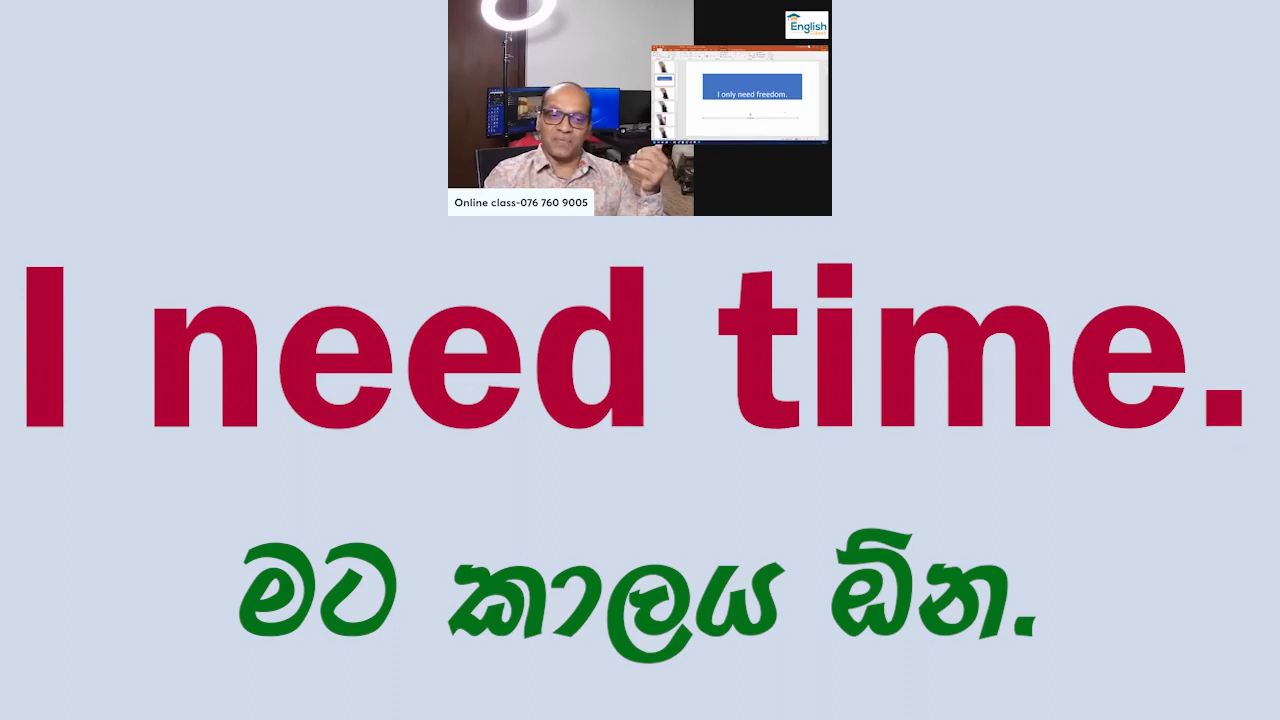 English
I only need freedom.
Online class-076 760 9005
I need time.
මට කාලය ඕන.